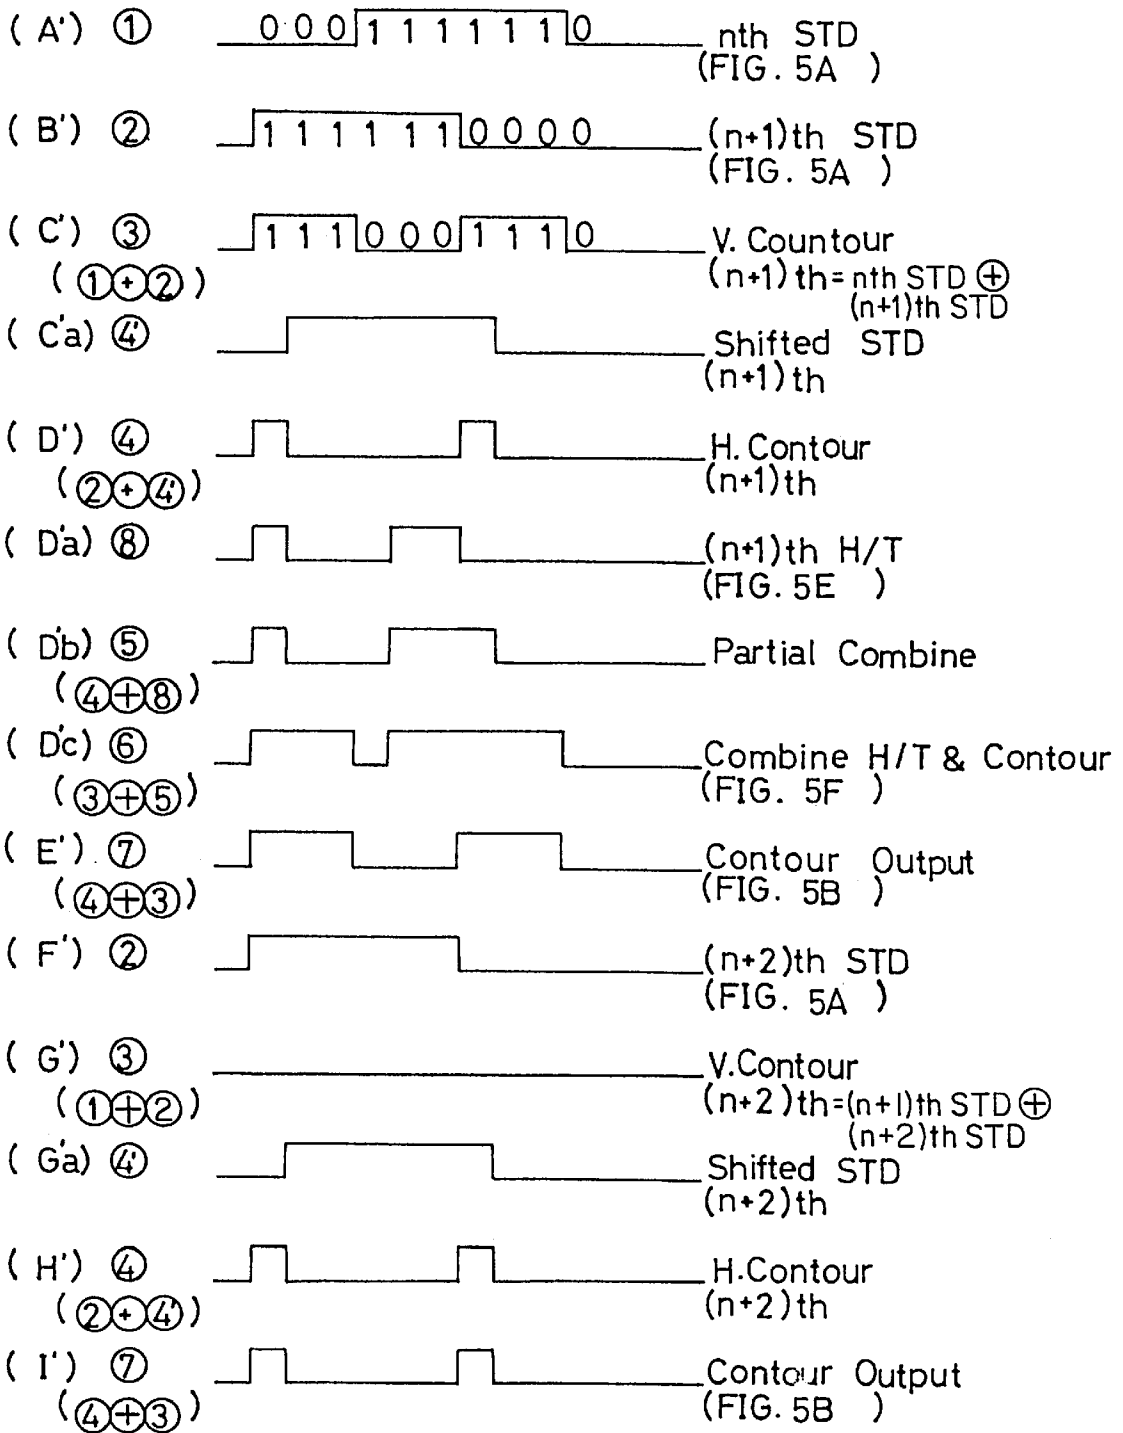 ( A') ① 0 0 0 1 1 1 1 1 1 0 nth STD
(FIG. 5A )
( B') ② 1 1 1 1 1 1 0 0 0 0 (n+1)th STD
(FIG. 5A )
( C') ③ 1 1 1 0 0 0 1 1 1 0 V. Countour
(①⊕②) (n+1)th=nth STD ⊕
(n+1)th STD
( C'a) ④' Shifted STD
(n+1)th
( D') ④ H. Contour
(②⊕④') (n+1)th
( D'a) ⑧ (n+1)th H/T
(FIG. 5E )
( D'b) ⑤ Partial Combine
(④+⑧)
( D'c) ⑥ Combine H/T & Contour
(③+⑤) (FIG. 5F )
( E') ⑦ Contour Output
(④+③) (FIG. 5B )
( F') ② (n+2)th STD
(FIG. 5A )
( G') ③ V.Contour
(①+②) (n+2)th=(n+1)th STD ⊕
(n+2)th STD
( G'a) ④' Shifted STD
(n+2)th
( H') ④ H.Contour
(②⊕④') (n+2)th
( I') ⑦ Contour Output
(④+③) (FIG. 5B )